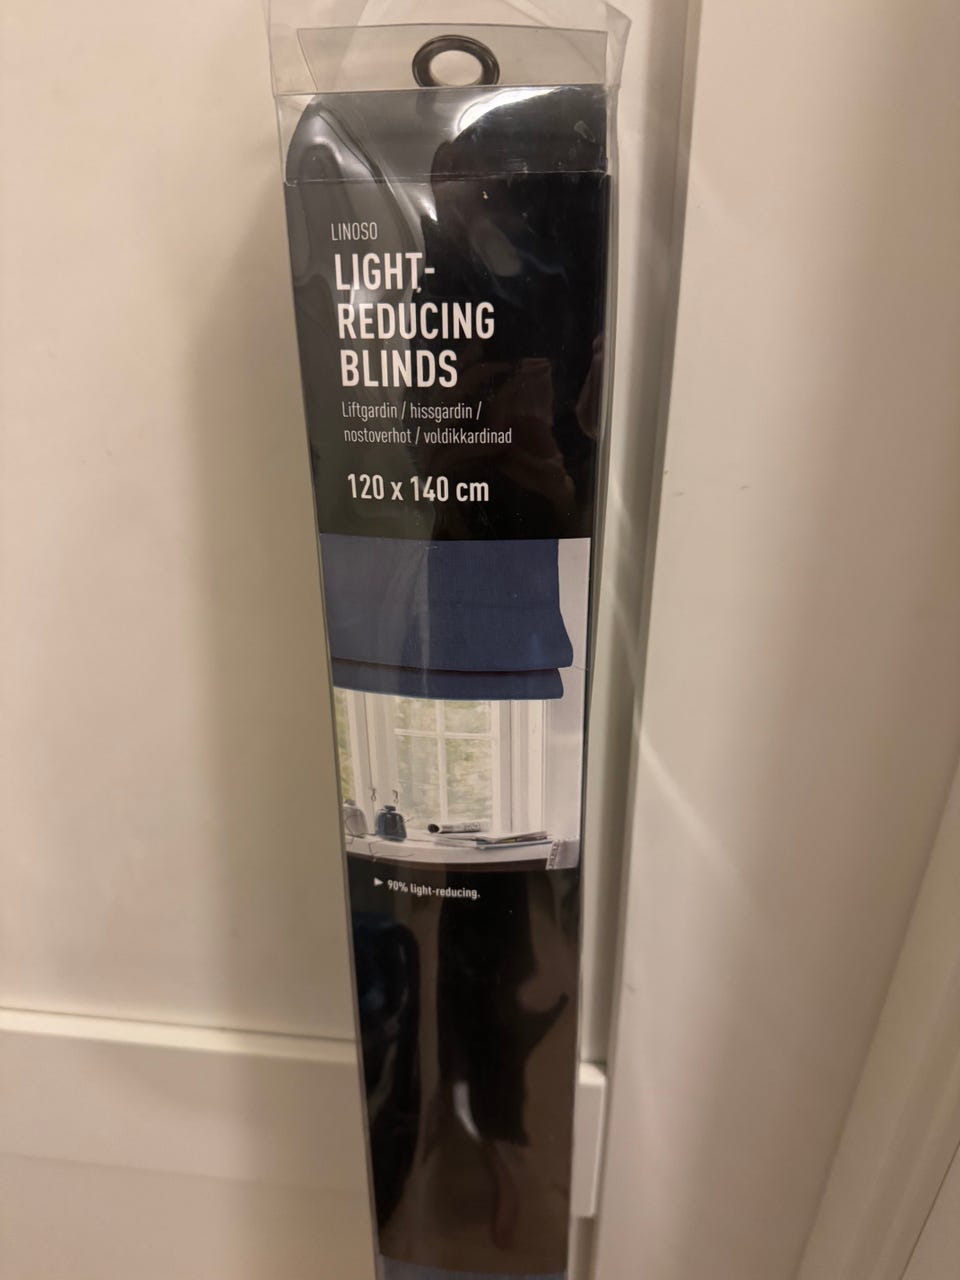 LINOSO
LIGHT-
REDUCING
BLINDS
Liftgardin / hissgardin /
nostoverhot / voldikkardinad
120 x 140 cm
► 90% light-reducing.